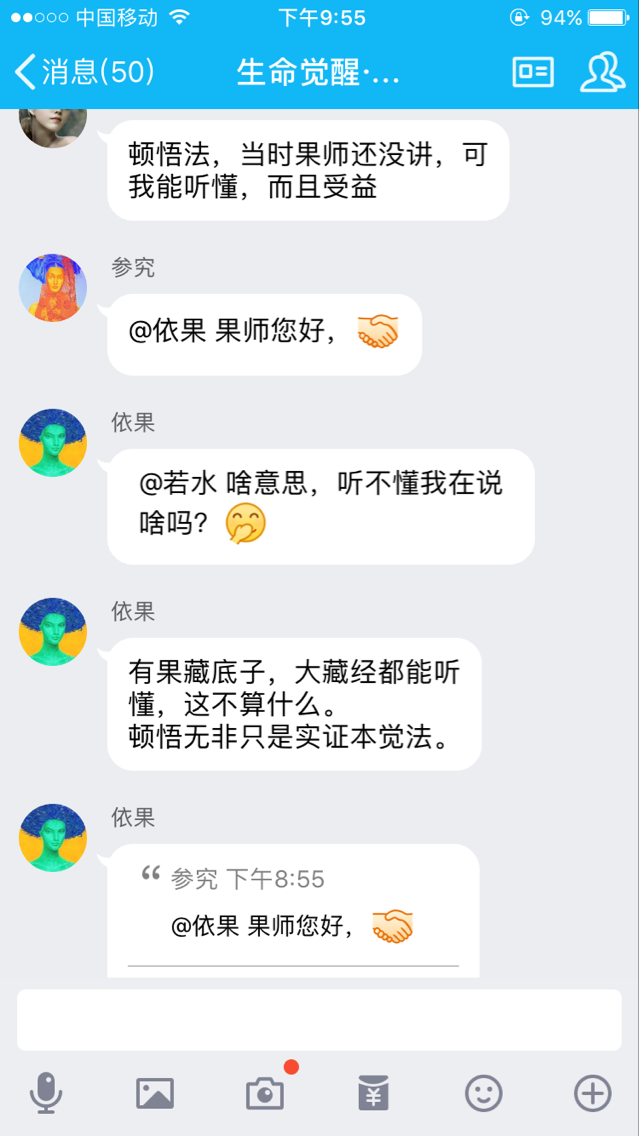 中国移动 下午9:55 94%
消息(50) 生命觉醒·...
顿悟法，当时果师还没讲，可
我能听懂，而且受益
参究
@依果 果师您好，
依果
@若水 啥意思，听不懂我在说
啥吗？
依果
有果藏底子，大藏经都能听
懂，这不算什么。
顿悟无非只是实证本觉法。
依果
“ 参究 下午8:55
@依果 果师您好，
¥